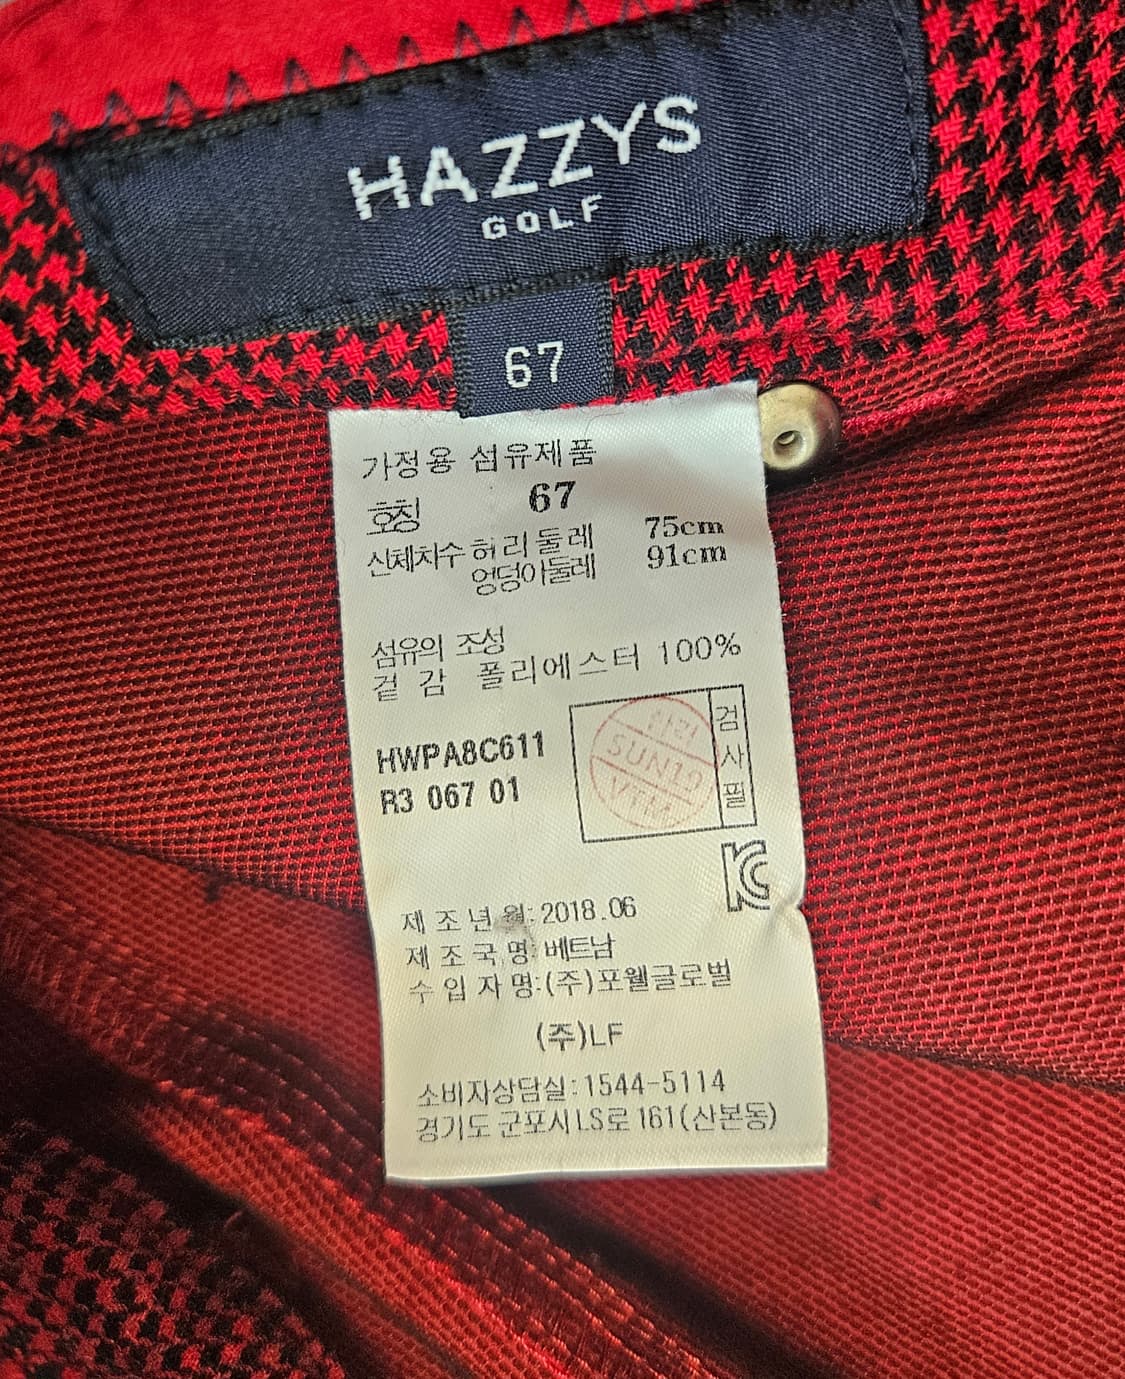 HAZZYS
GOLF
67
가정용 섬유제품
호칭 67
신체치수 허리둘레 75cm
엉덩이둘레 91cm
섬유의 조성
겉 감 폴리에스터 100%
HWPA8C611
R3 067 01
검사필
SUN19
VTM
제 조 년 월: 2018.06
제 조 국 명: 베트남
수 입 자 명:(주)포웰글로벌
(주)LF
소비자상담실:1544-5114
경기도 군포시 LS로 161(산본동)